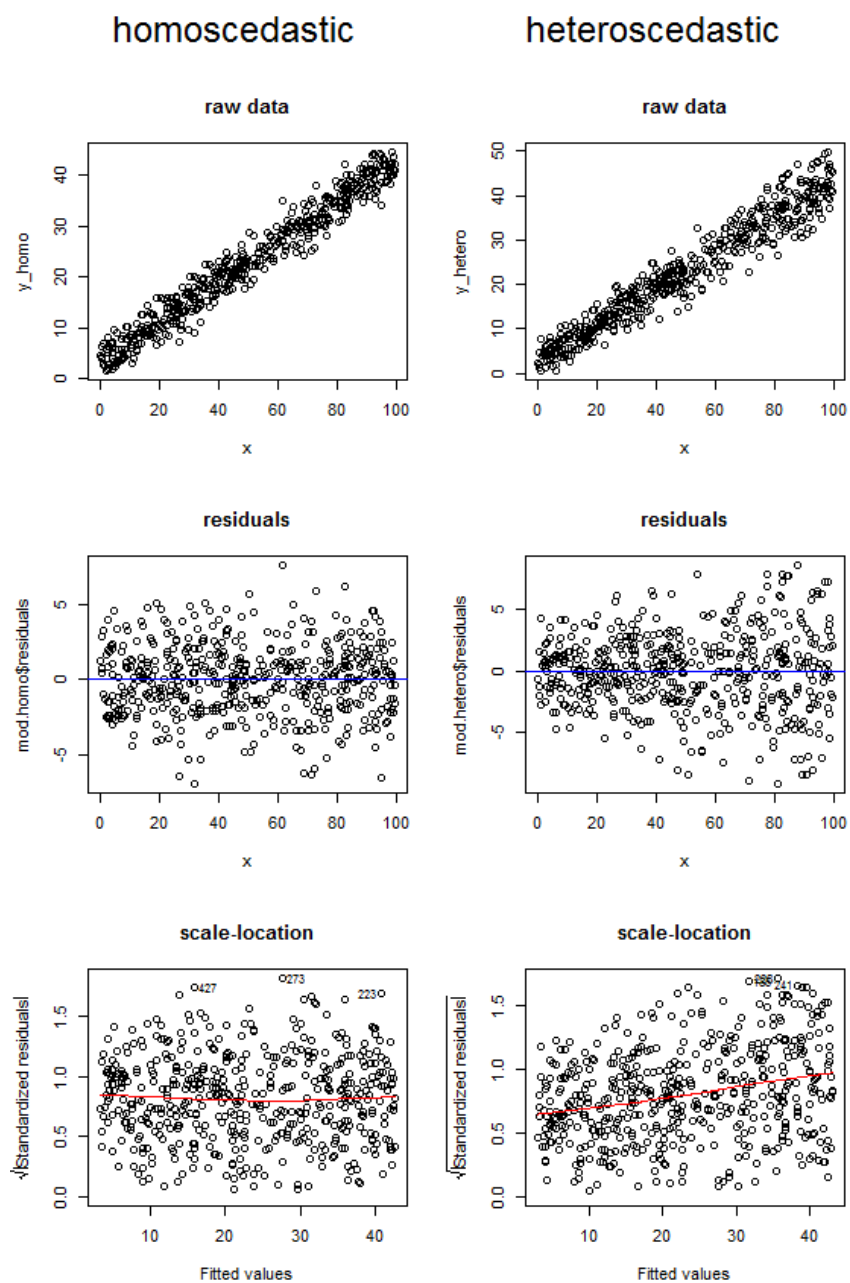 homoscedastic heteroscedastic
raw data raw data
y_homo
0 10 20 30 40
0 20 40 60 80 100
x
y_hetero
0 10 20 30 40 50
0 20 40 60 80 100
x
residuals residuals
mod.homo$residuals
-5 0 5
0 20 40 60 80 100
x
mod.hetero$residuals
-5 0 5
0 20 40 60 80 100
x
scale-location scale-location
√|Standardized residuals|
0.0 0.5 1.0 1.5
427 273 223
10 20 30 40
Fitted values
√|Standardized residuals|
0.0 0.5 1.0 1.5
241
10 20 30 40
Fitted values